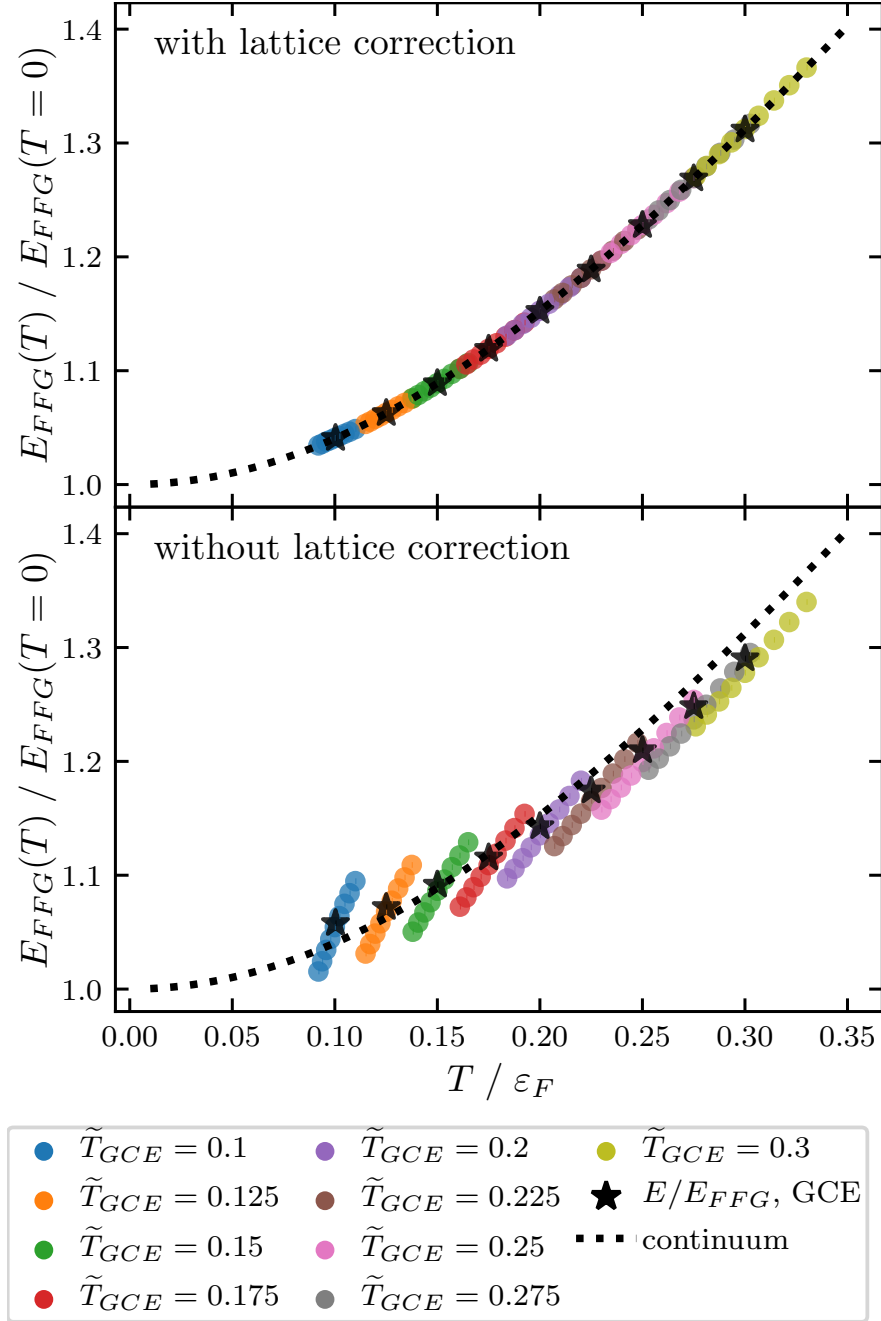 with lattice correction
E_{FFG}(T) / E_{FFG}(T = 0)
1.4
1.3
1.2
1.1
1.0
without lattice correction
E_{FFG}(T) / E_{FFG}(T = 0)
1.4
1.3
1.2
1.1
1.0
0.00 0.05 0.10 0.15 0.20 0.25 0.30 0.35
T / ε_F
T̃_{GCE} = 0.1
T̃_{GCE} = 0.125
T̃_{GCE} = 0.15
T̃_{GCE} = 0.175
T̃_{GCE} = 0.2
T̃_{GCE} = 0.225
T̃_{GCE} = 0.25
T̃_{GCE} = 0.275
T̃_{GCE} = 0.3
E/E_{FFG}, GCE
continuum